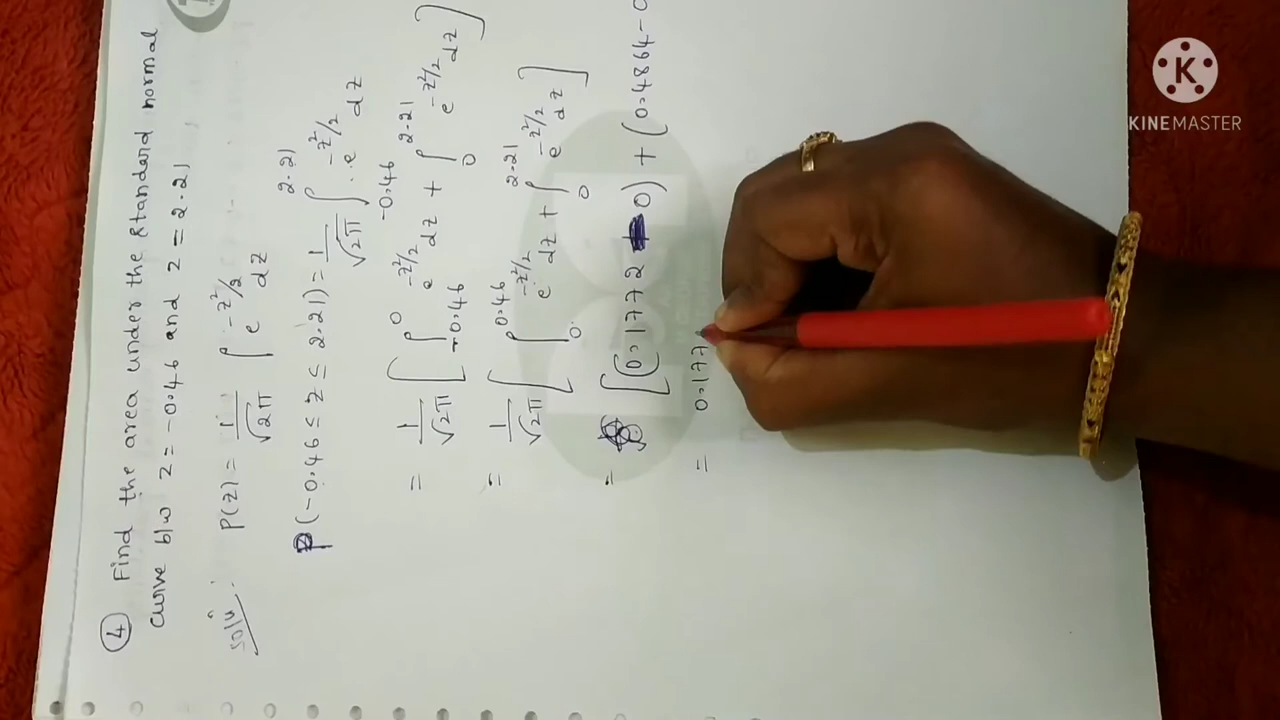 ④ Find the area under the standard normal
curve b/w z = -0.46 and z = 2.21
Soln:
P(z) = 1/√2π ∫ e^(-z²/2) dz
P(-0.46 ≤ z ≤ 2.21) = 1/√2π ∫_{-0.46}^{2.21} e^(-z²/2) dz
= 1/√2π [ ∫_{-0.46}^{0} e^(-z²/2) dz + ∫_{0}^{2.21} e^(-z²/2) dz ]
= 1/√2π [ ∫_{0}^{0.46} e^(-z²/2) dz + ∫_{0}^{2.21} e^(-z²/2) dz ]
= [(0.1772 - 0) + (0.4864 - 0
= 0.177
K
KINEMASTER